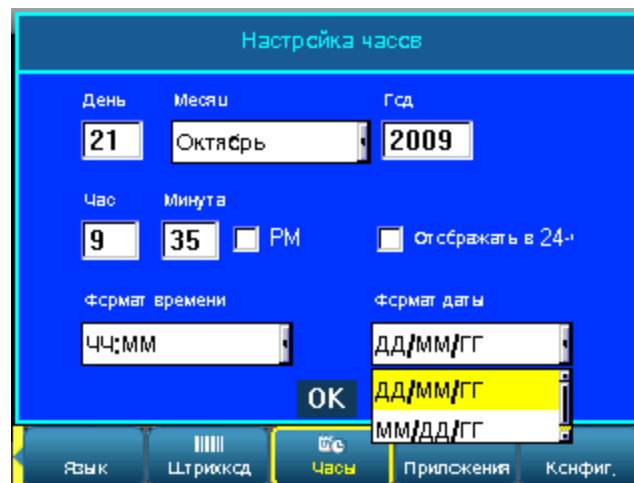 Настройка часов
День Месяц Год
21 Октябрь 2009
Час Минута
9 35 PM Отображать в 24-
Формат времени Формат даты
ЧЧ:ММ ДД/ММ/ГГ
OK ДД/ММ/ГГ
ММ/ДД/ГГ
Язык Штрихкод Часы Приложения Конфиг.